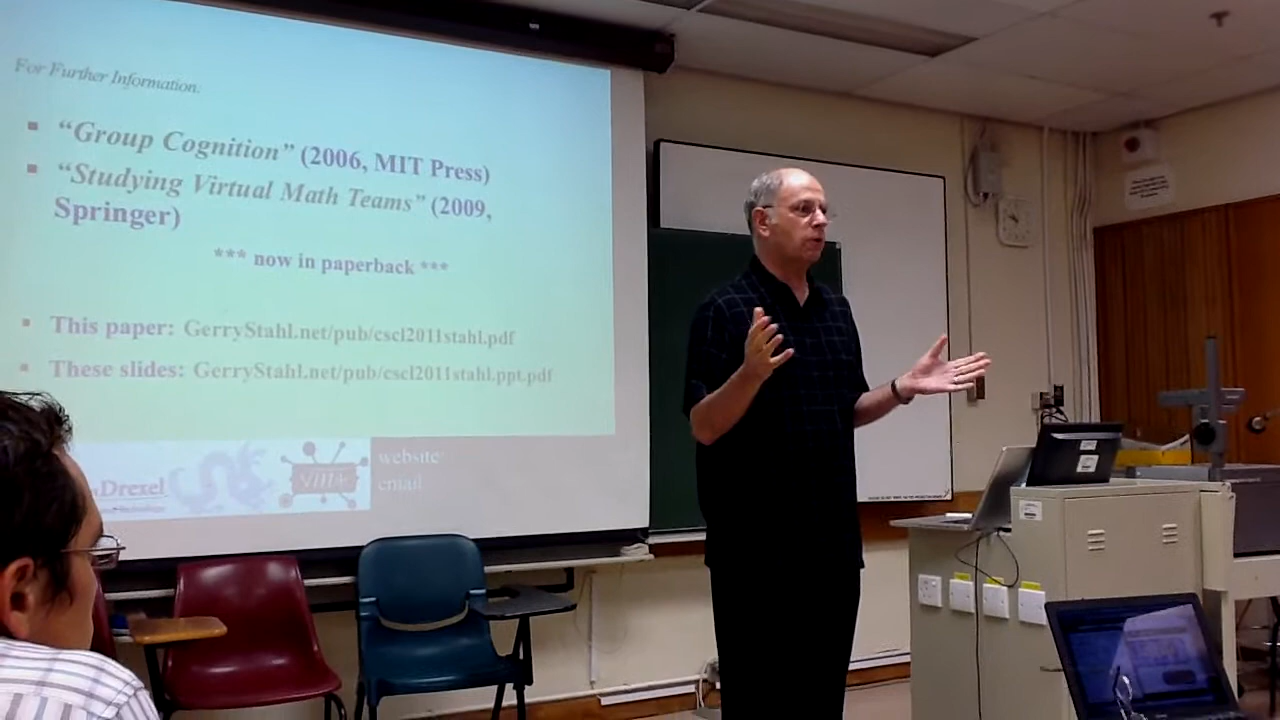 For Further Information.
▪ “Group Cognition” (2006, MIT Press)
▪ “Studying Virtual Math Teams” (2009,
Springer)
*** now in paperback ***
▪ This paper: GerryStahl.net/pub/cscl2011stahl.pdf
▪ These slides: GerryStahl.net/pub/cscl2011stahl.ppt.pdf
Drexel
website
email